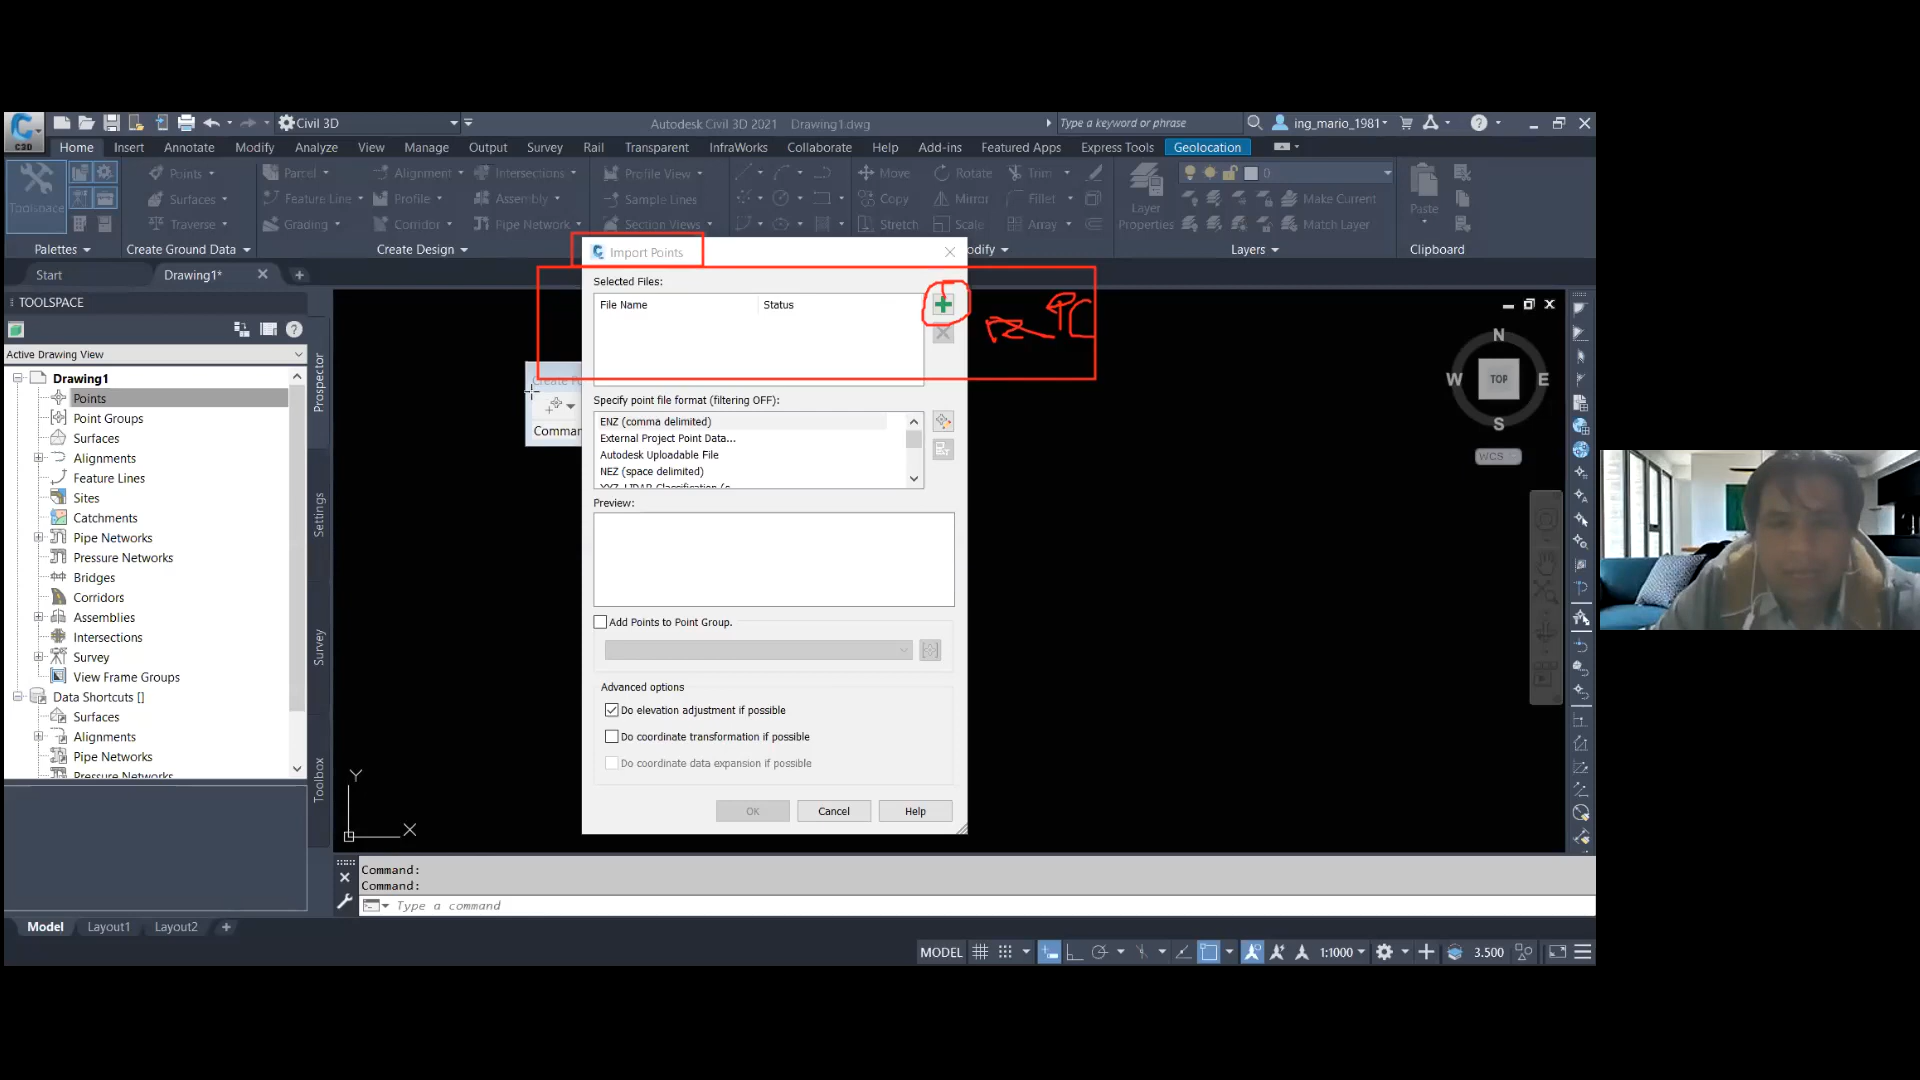 Civil 3D
Autodesk Civil 3D 2021 Drawing1.dwg
Type a keyword or phrase
ing_mario_1981
C3D
Home Insert Annotate Modify Analyze View Manage Output Survey Rail Transparent InfraWorks Collaborate Help Add-ins Featured Apps Express Tools Geolocation
Toolspace
Points
Surfaces
Traverse
Parcel
Feature Line
Grading
Alignment
Profile
Corridor
Intersections
Assembly
Pipe Network
Profile View
Sample Lines
Section Views
Move
Copy
Stretch
Rotate
Mirror
Scale
Trim
Fillet
Array
Layer
Properties
0
Make Current
Match Layer
Paste
Palettes
Create Ground Data
Create Design
Layers
Clipboard
Start
Drawing1*
TOOLSPACE
Active Drawing View
Drawing1
Points
Point Groups
Surfaces
Alignments
Feature Lines
Sites
Catchments
Pipe Networks
Pressure Networks
Bridges
Corridors
Assemblies
Intersections
Survey
View Frame Groups
Data Shortcuts []
Surfaces
Alignments
Pipe Networks
Pressure Networks
Prospector
Settings
Survey
Toolbox
Import Points
Selected Files:
File Name Status
Specify point file format (filtering OFF):
ENZ (comma delimited)
External Project Point Data...
Autodesk Uploadable File
NEZ (space delimited)
Preview:
Add Points to Point Group.
Advanced options
Do elevation adjustment if possible
Do coordinate transformation if possible
Do coordinate data expansion if possible
OK Cancel Help
N
W TOP E
S
WCS
Y
X
Command:
Command:
Type a command
Model Layout1 Layout2
MODEL
1:1000
3.500